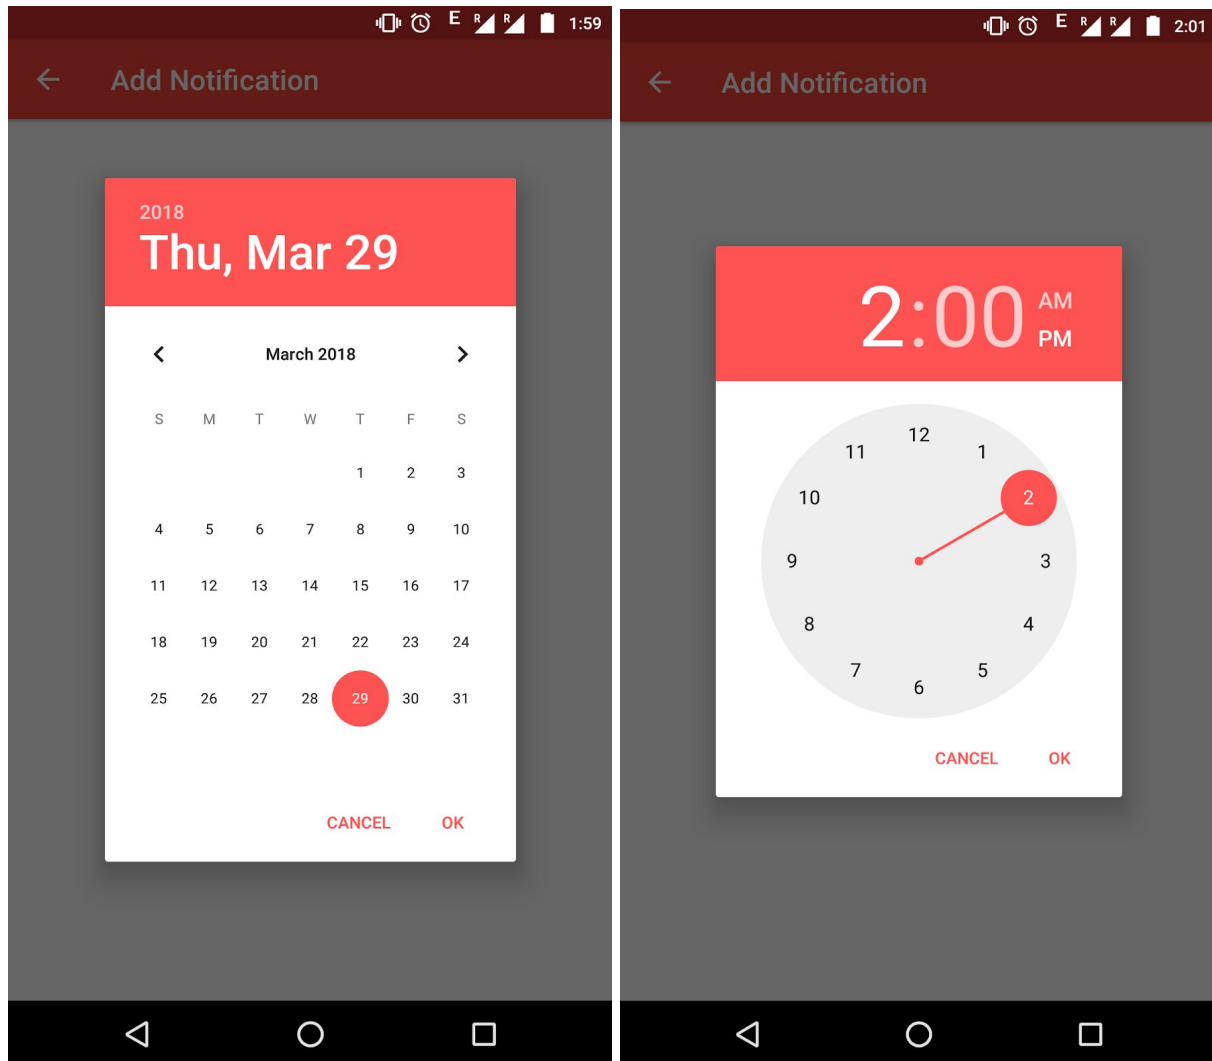 E R R 1:59
Add Notification
2018
Thu, Mar 29
March 2018
S M T W T F S
1 2 3
4 5 6 7 8 9 10
11 12 13 14 15 16 17
18 19 20 21 22 23 24
25 26 27 28 29 30 31
CANCEL OK
E R R 2:01
Add Notification
2:00 AM
PM
12
11 1
10 2
9 3
8 4
7 5
6
CANCEL OK